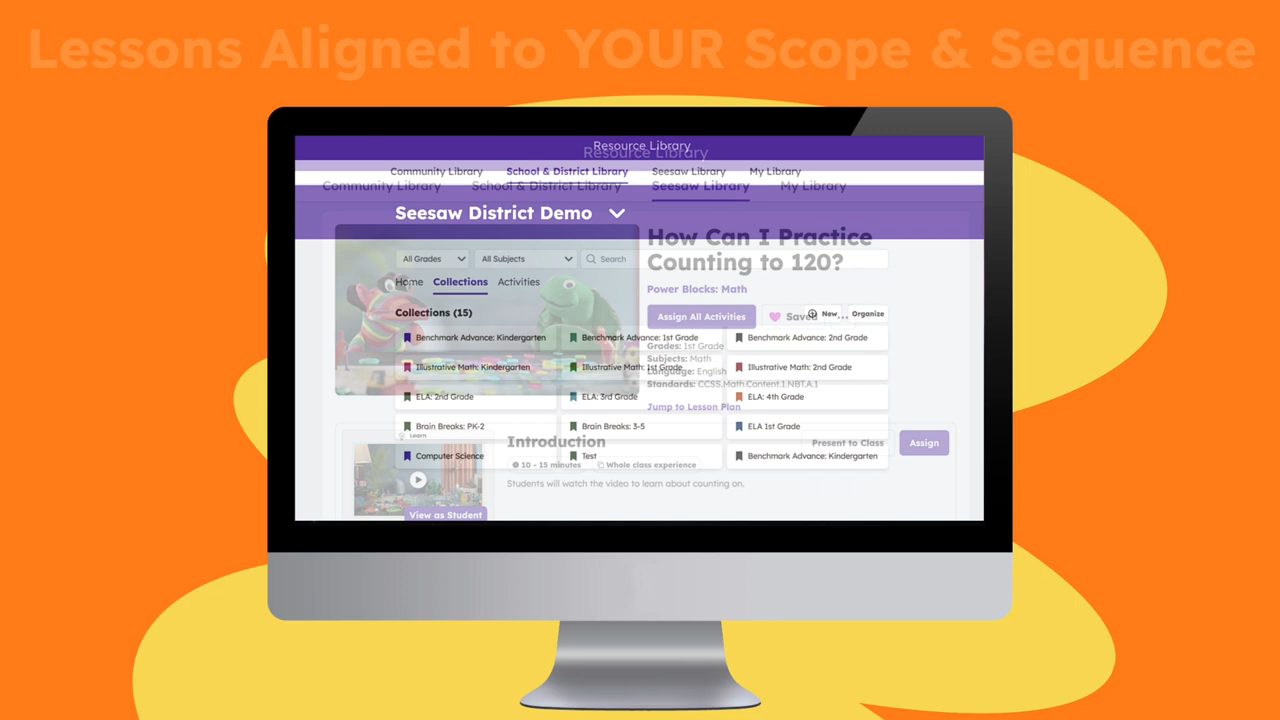 Lessons Aligned to YOUR Scope & Sequence
Resource Library
Resource Library
Community Library School & District Library Seesaw Library My Library
Community Library School & District Library Seesaw Library My Library
Seesaw District Demo
How Can I Practice
Counting to 120?
All Grades All Subjects Search
Home Collections Activities
Power Blocks: Math
Collections (15)
Assign All Activities Saved ...
New Organize
Benchmark Advance: Kindergarten Benchmark Advance: 1st Grade Benchmark Advance: 2nd Grade
Grades: 1st Grade
Subjects: Math
Illustrative Math: Kindergarten Illustrative Math: 1st Grade Illustrative Math: 2nd Grade
Language: English
Standards: CCSS.Math.Content.1.NBT.A.1
ELA: 2nd Grade ELA: 3rd Grade ELA: 4th Grade
Jump to Lesson Plan
Brain Breaks: PK-2 Brain Breaks: 3-5 ELA 1st Grade
Learn
Introduction Present to Class Assign
Computer Science Test Benchmark Advance: Kindergarten
10 - 15 minutes Whole class experience
Students will watch the video to learn about counting on.
View as Student